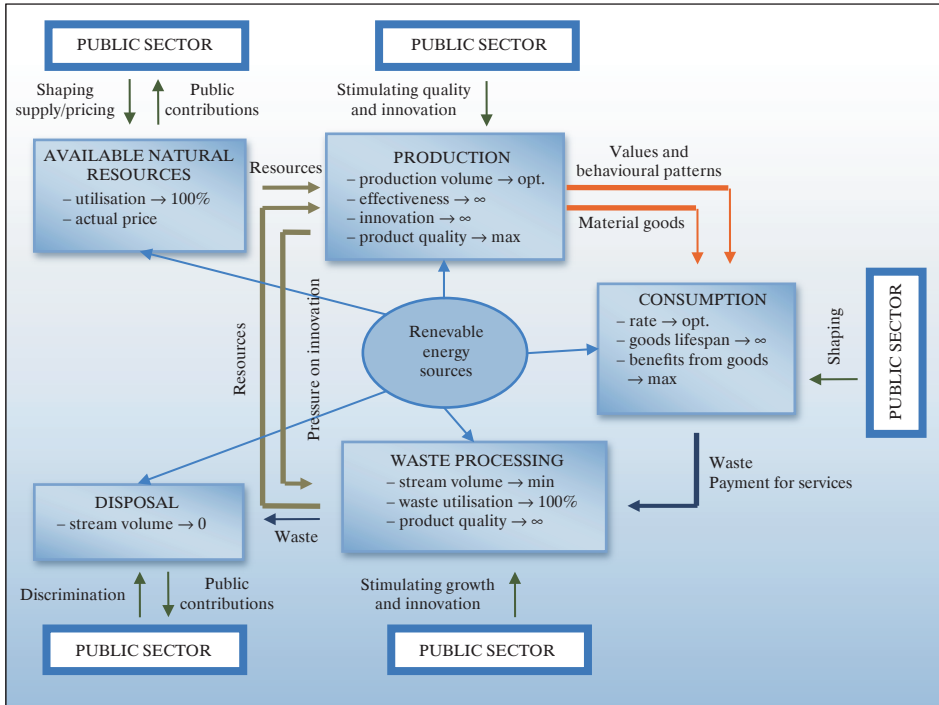 PUBLIC SECTOR
PUBLIC SECTOR
Shaping
supply/pricing
Public
contributions
Stimulating quality
and innovation
AVAILABLE NATURAL
RESOURCES
– utilisation → 100%
– actual price
Resources
PRODUCTION
– production volume → opt.
– effectiveness → ∞
– innovation → ∞
– product quality → max
Values and
behavioural patterns
Material goods
CONSUMPTION
– rate → opt.
– goods lifespan → ∞
– benefits from goods
→ max
Shaping
PUBLIC SECTOR
Resources
Pressure on innovation
Renevable
energy
sources
WASTE PROCESSING
– stream volume → min
– waste utilisation → 100%
– product quality → ∞
Waste
Payment for services
DISPOSAL
– stream volume → 0
Waste
Discrimination
Public
contributions
Stimulating growth
and innovation
PUBLIC SECTOR
PUBLIC SECTOR